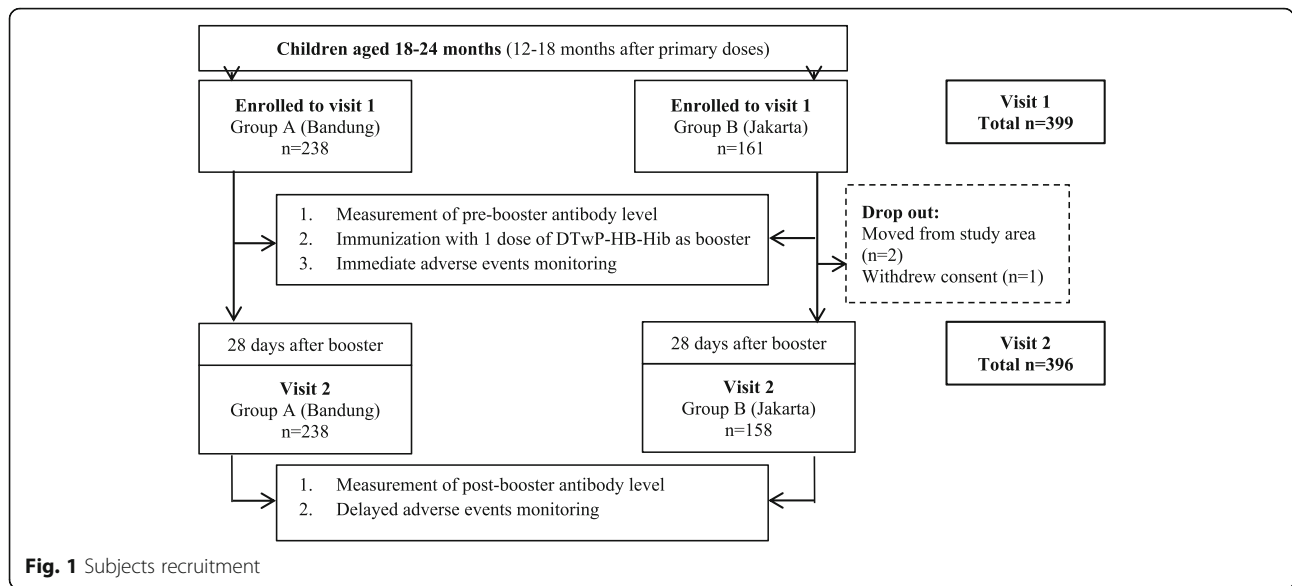 Children aged 18-24 months (12-18 months after primary doses)
Enrolled to visit 1
Group A (Bandung)
n=238
Enrolled to visit 1
Group B (Jakarta)
n=161
Visit 1
Total n=399
1. Measurement of pre-booster antibody level
2. Immunization with 1 dose of DTwP-HB-Hib as booster
3. Immediate adverse events monitoring
Drop out:
Moved from study area
(n=2)
Withdrew consent (n=1)
28 days after booster
Visit 2
Group A (Bandung)
n=238
28 days after booster
Visit 2
Group B (Jakarta)
n=158
Visit 2
Total n=396
1. Measurement of post-booster antibody level
2. Delayed adverse events monitoring
Fig. 1 Subjects recruitment